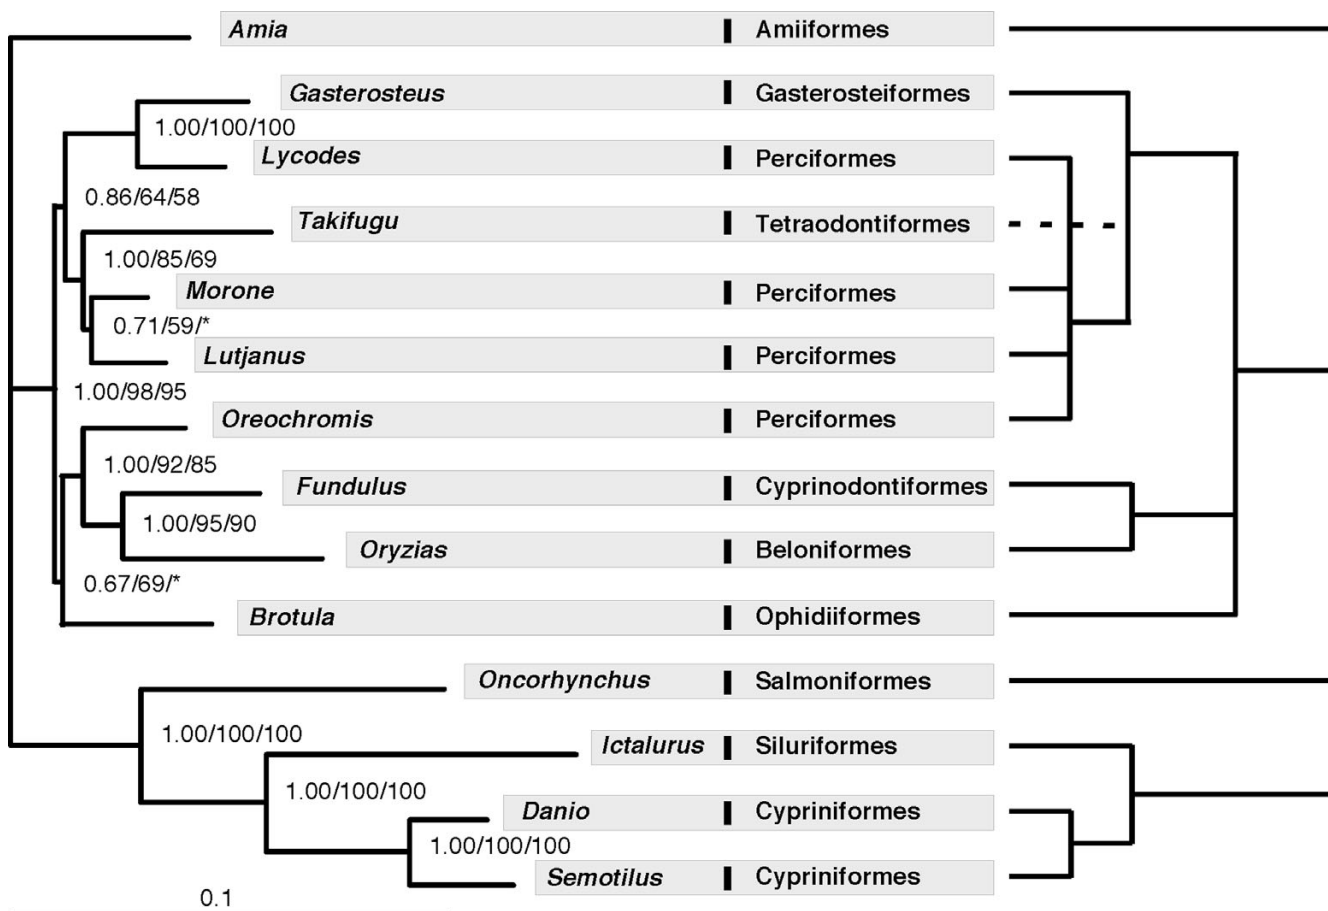 Amia Amiiformes
Gasterosteus Gasterosteiformes
1.00/100/100
Lycodes Perciformes
0.86/64/58
Takifugu Tetraodontiformes
1.00/85/69
Morone Perciformes
0.71/59/*
Lutjanus Perciformes
1.00/98/95
Oreochromis Perciformes
1.00/92/85
Fundulus Cyprinodontiformes
1.00/95/90
Oryzias Beloniformes
0.67/69/*
Brotula Ophidiiformes
Oncorhynchus Salmoniformes
1.00/100/100
Ictalurus Siluriformes
1.00/100/100
Danio Cypriniformes
1.00/100/100
Semotilus Cypriniformes
0.1